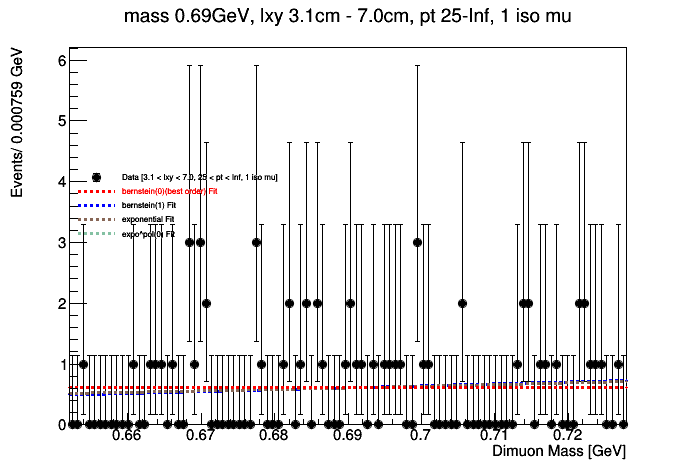 mass 0.69GeV, lxy 3.1cm - 7.0cm, pt 25-Inf, 1 iso mu
Events/ 0.000759 GeV
6
5
4
3
2
1
0
Data [3.1 < lxy < 7.0, 25 < pt < Inf, 1 iso mu]
bernstein(0)(best order) Fit
bernstein(1) Fit
exponential Fit
expo*pol(0) Fit
0.66 0.67 0.68 0.69 0.7 0.71 0.72
Dimuon Mass [GeV]